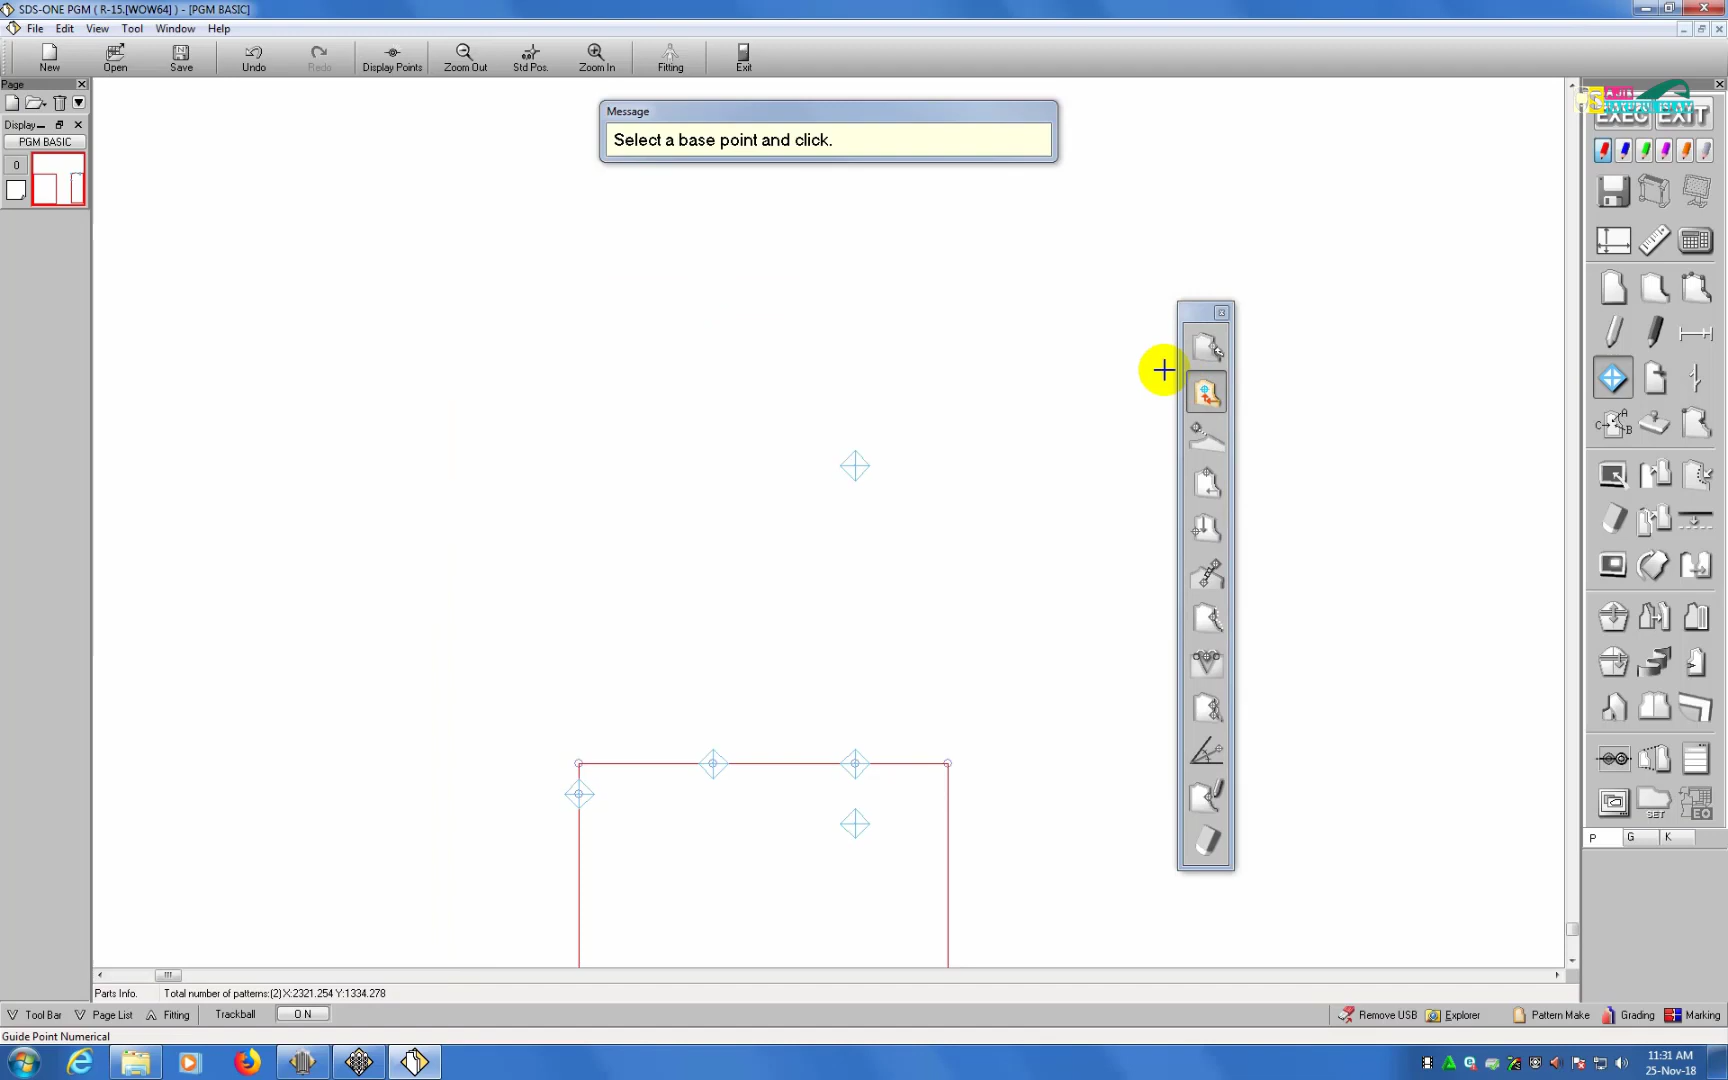 SDS-ONE PGM ( R-15.[WOW64] ) - [PGM BASIC]
File Edit View Tool Window Help
New Open Save Undo Redo Display Points Zoom Out Std Pos. Zoom In Fitting Exit
Page
Display
PGM BASIC
0
Message
Select a base point and click.
EXEC EXIT
A
C B
SET
EQ
P G K
Parts Info. Total number of patterns:(2)X:2321.254 Y:1334.278
Tool Bar Page List Fitting Trackball ON Remove USB Explorer Pattern Make Grading Marking
Guide Point Numerical
11:31 AM
25-Nov-18